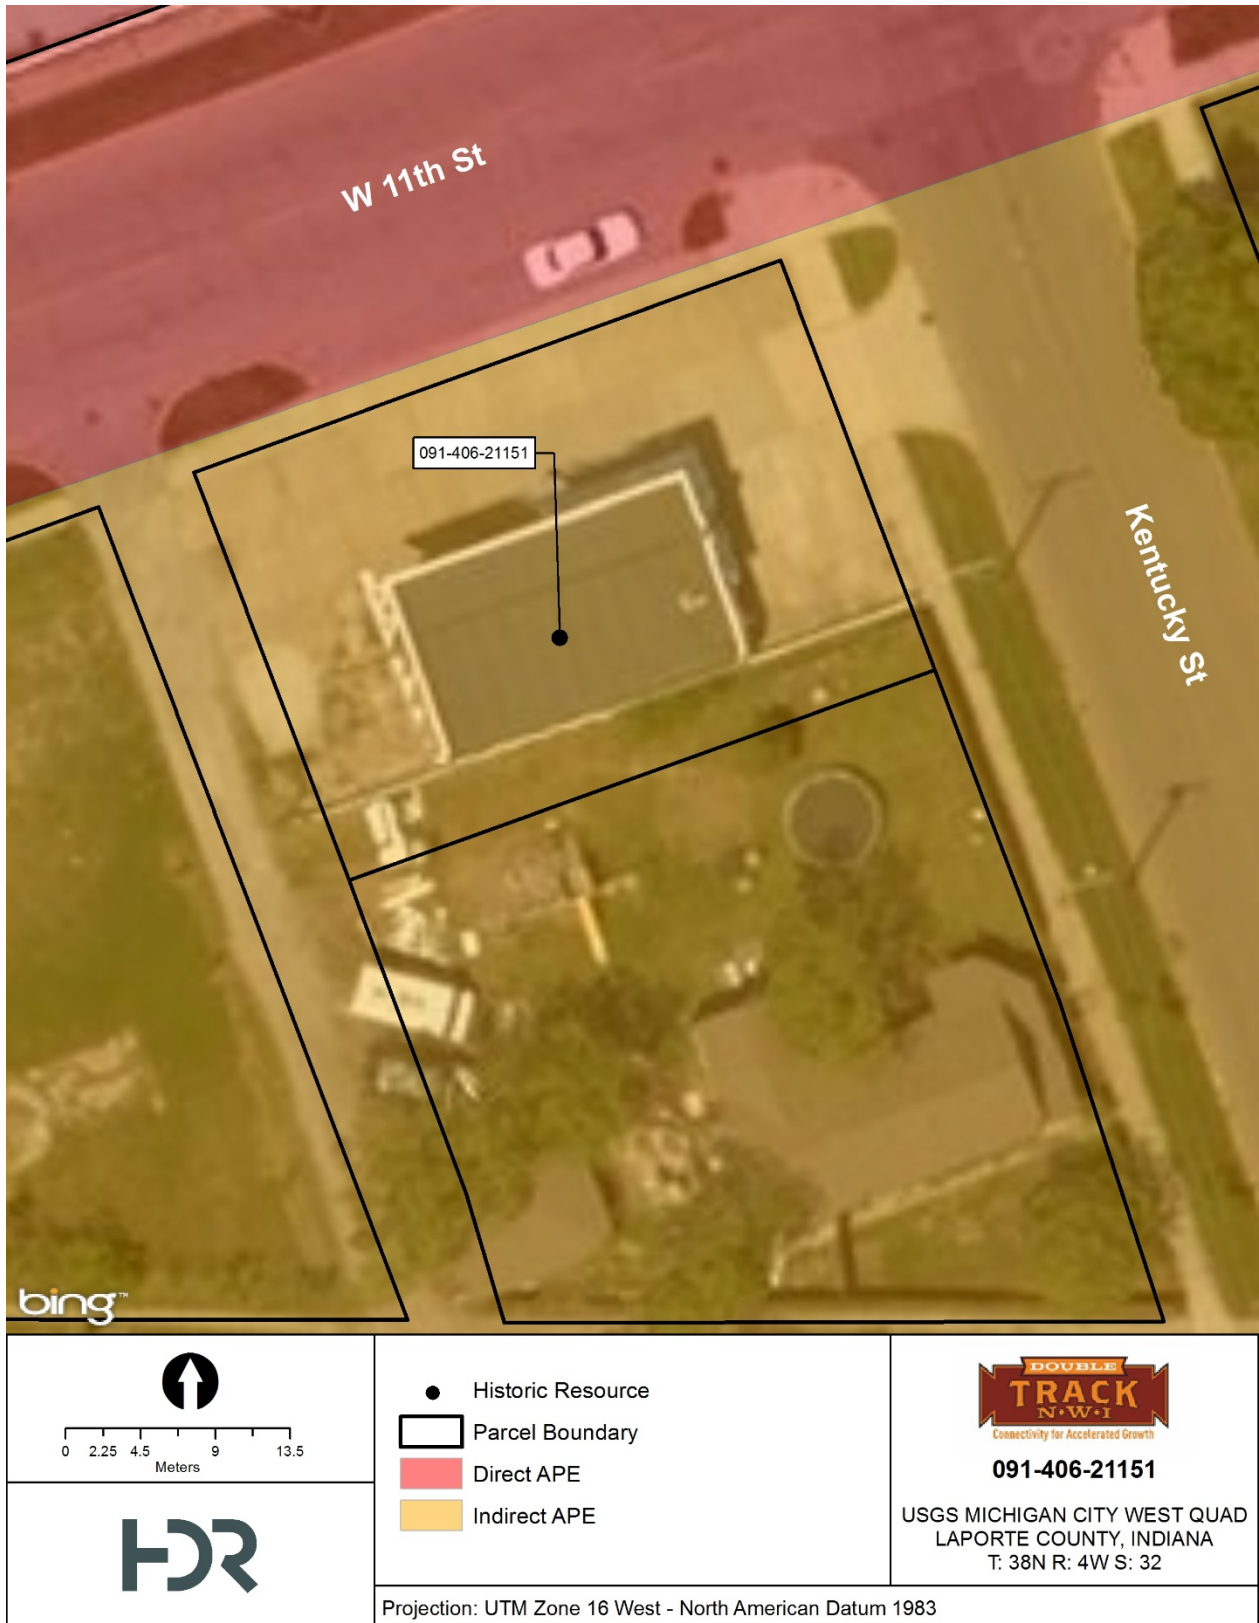 W 11th St
091-406-21151
Kentucky St
bing™
0 2.25 4.5 9 13.5
Meters
HDR
Historic Resource
Parcel Boundary
Direct APE
Indirect APE
DOUBLE
TRACK
N·W·I
Connectivity for Accelerated Growth
091-406-21151
USGS MICHIGAN CITY WEST QUAD
LAPORTE COUNTY, INDIANA
T: 38N R: 4W S: 32
Projection: UTM Zone 16 West - North American Datum 1983